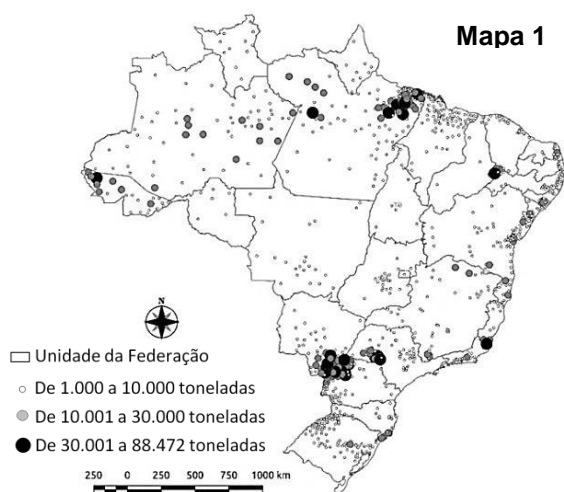 Mapa 1
Unidade da Federação
De 1.000 a 10.000 toneladas
De 10.001 a 30.000 toneladas
De 30.001 a 88.472 toneladas
250 0 250 500 750 1000 km